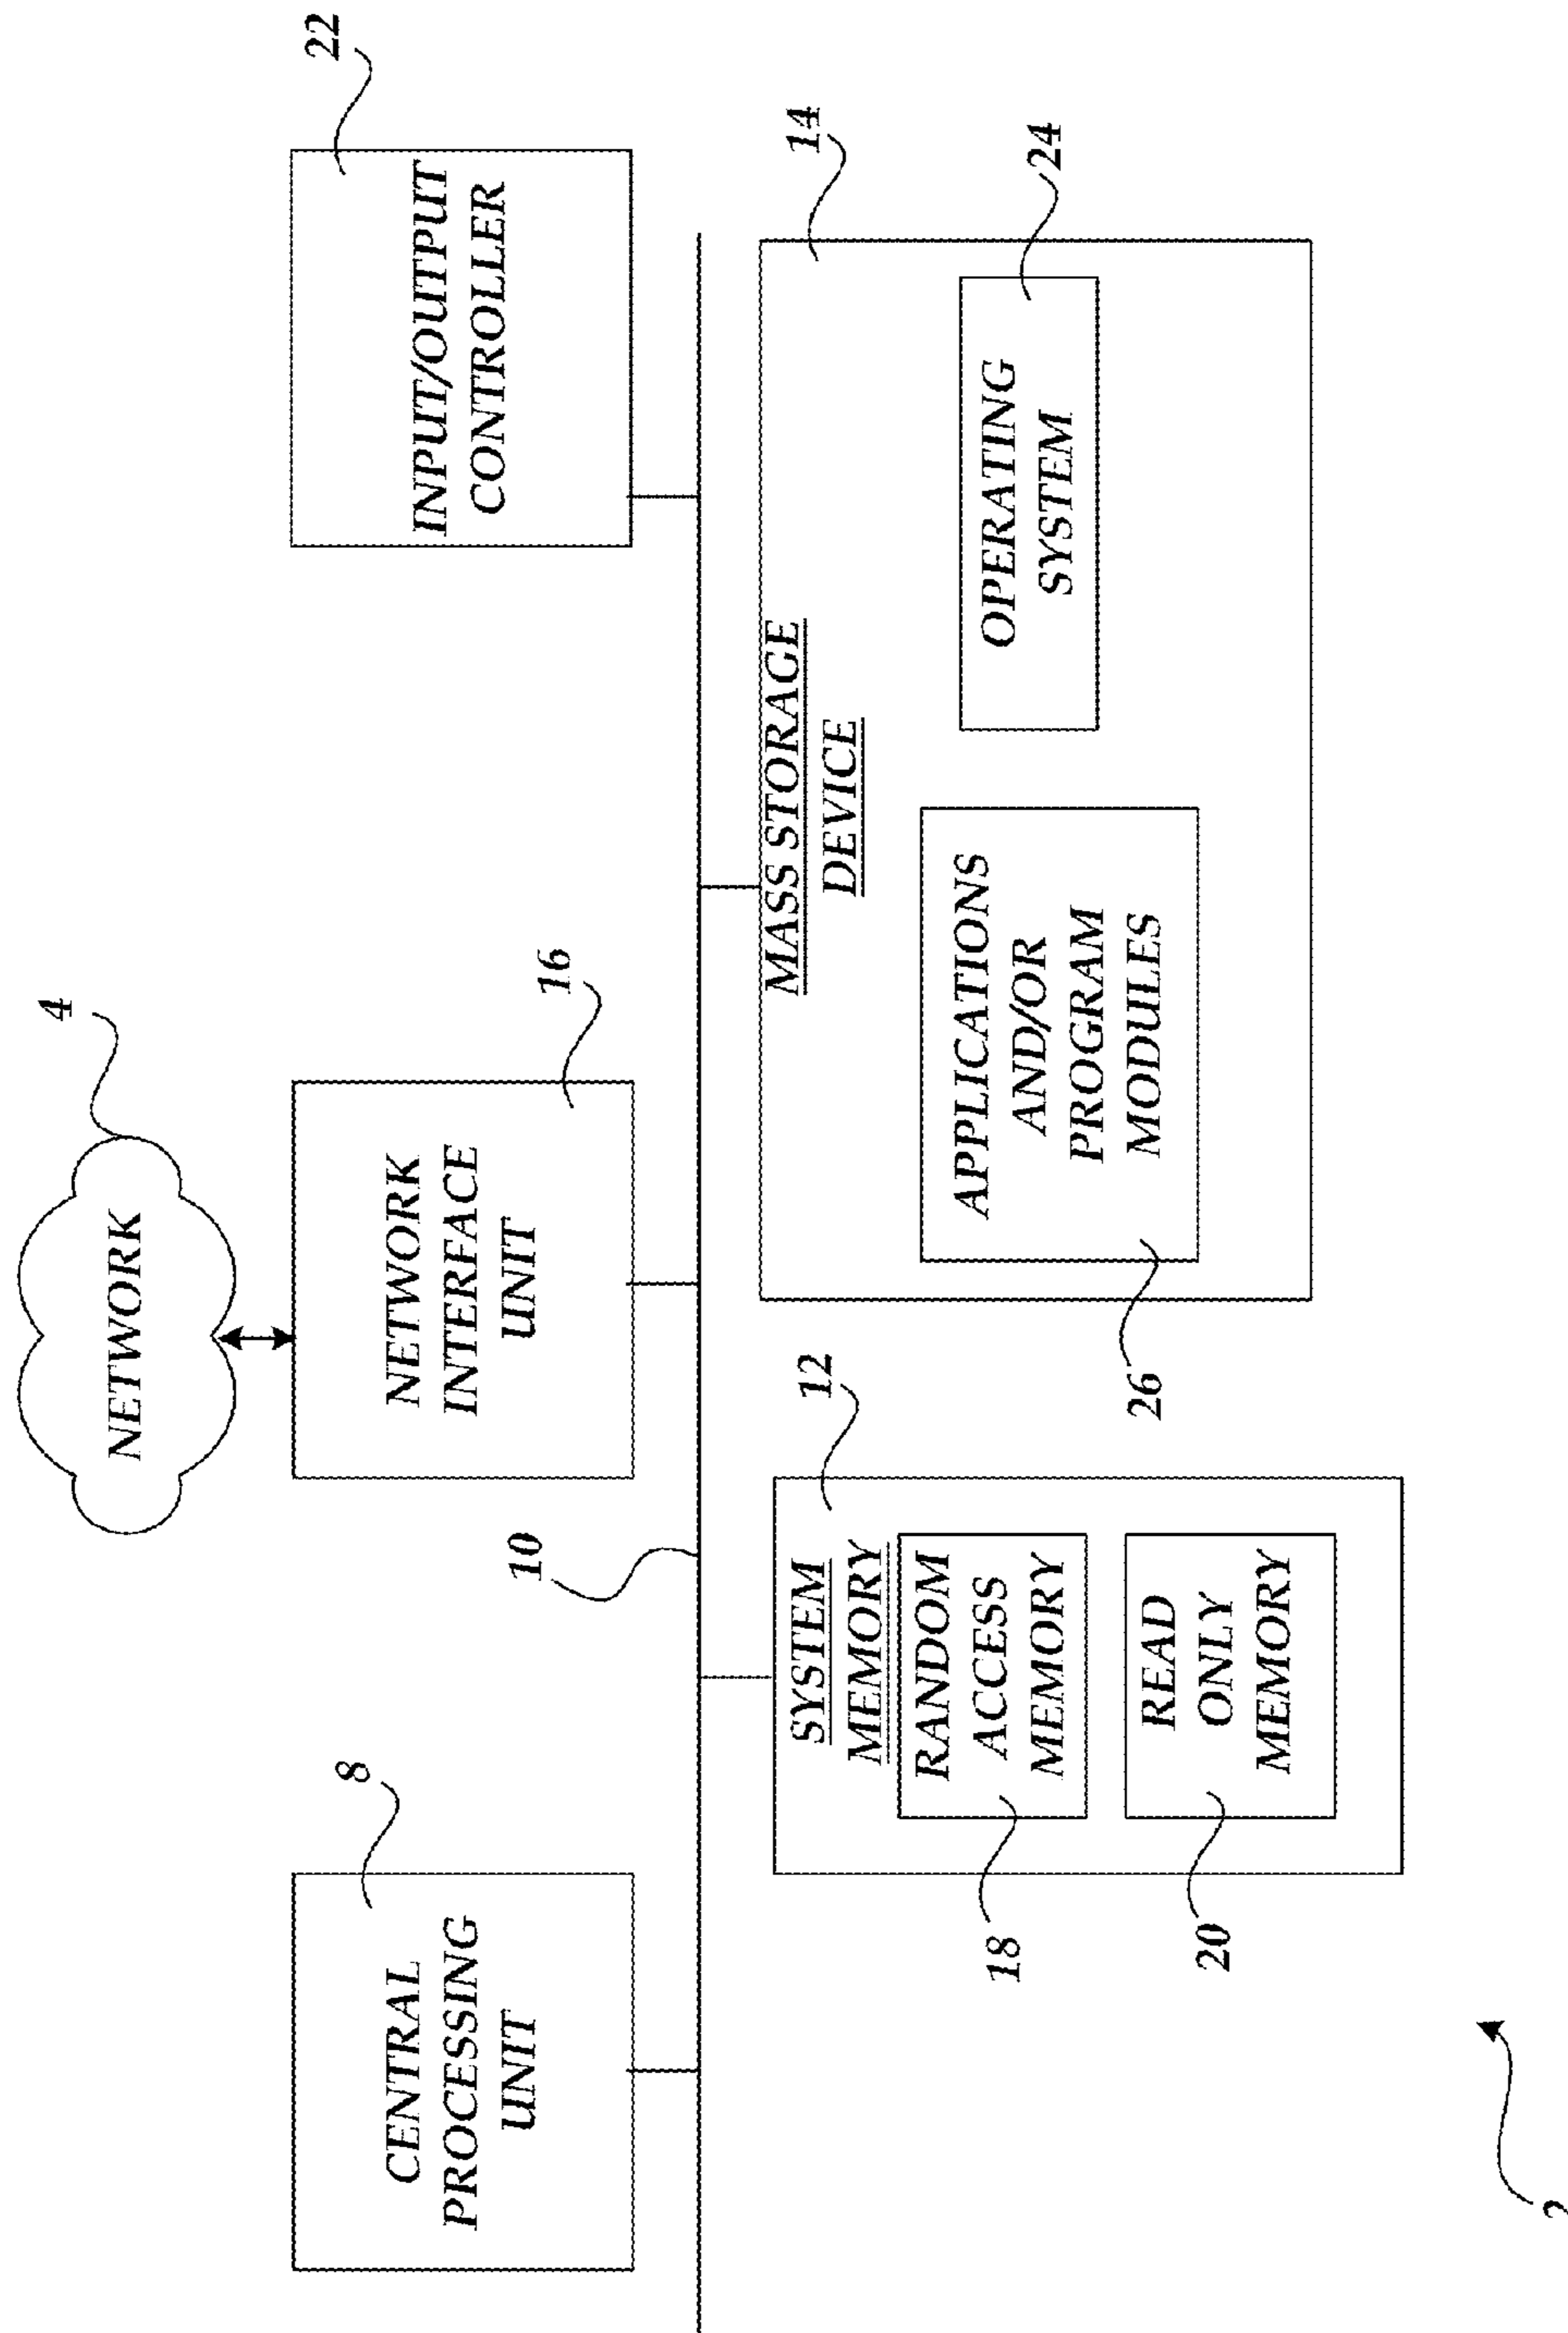 NETWORK
4
CENTRAL
PROCESSING
UNIT
8
NETWORK
INTERFACE
UNIT
16
INPUT/OUTPUT
CONTROLLER
22
10
SYSTEM
MEMORY
12
RANDOM
ACCESS
MEMORY
18
READ
ONLY
MEMORY
20
MASS STORAGE
DEVICE
14
APPLICATIONS
AND/OR
PROGRAM
MODULES
26
OPERATING
SYSTEM
24
2